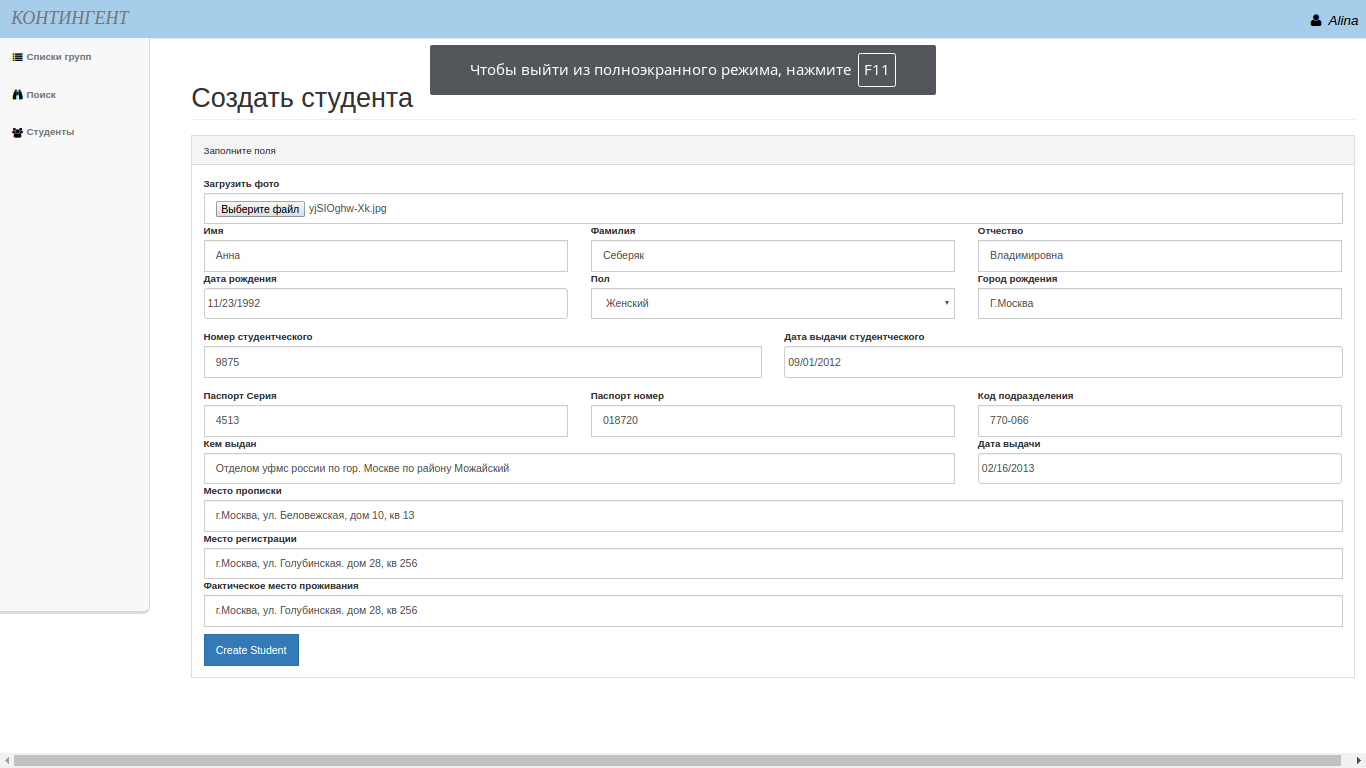 КОНТИНГЕНТ
Alina
Списки групп
Поиск
Студенты
Чтобы выйти из полноэкранного режима, нажмите F11
Создать студента
Заполните поля
Загрузить фото
Выберите файл yjSIOghw-Xk.jpg
Имя Фамилия Отчество
Анна Себеряк Владимировна
Дата рождения Пол Город рождения
11/23/1992 Женский Г.Москва
Номер студенческого Дата выдачи студенческого
9875 09/01/2012
Паспорт Серия Паспорт номер Код подразделения
4513 018720 770-066
Кем выдан Дата выдачи
Отделом уфмс россии по гор. Москве по району Можайский 02/16/2013
Место прописки
г.Москва, ул. Беловежская, дом 10, кв 13
Место регистрации
г.Москва, ул. Голубинская. дом 28, кв 256
Фактическое место проживания
г.Москва, ул. Голубинская. дом 28, кв 256
Create Student